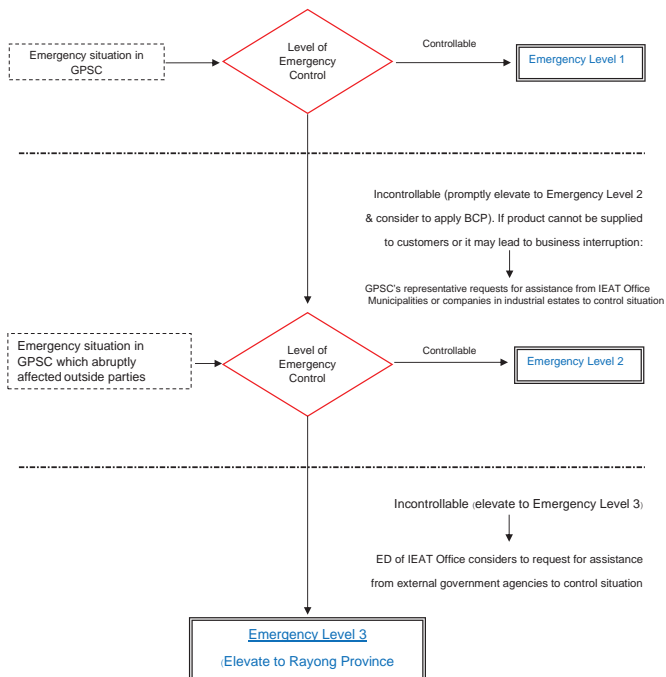 Emergency situation in
GPSC
Level of
Emergency
Control
Controllable
Emergency Level 1
Incontrollable (promptly elevate to Emergency Level 2
& consider to apply BCP). If product cannot be supplied
to customers or it may lead to business interruption:
GPSC's representative requests for assistance from IEAT Office
Municipalities or companies in industrial estates to control situation
Emergency situation in
GPSC which abruptly
affected outside parties
Level of
Emergency
Control
Controllable
Emergency Level 2
Incontrollable (elevate to Emergency Level 3)
ED of IEAT Office considers to request for assistance
from external government agencies to control situation
Emergency Level 3
(Elevate to Rayong Province